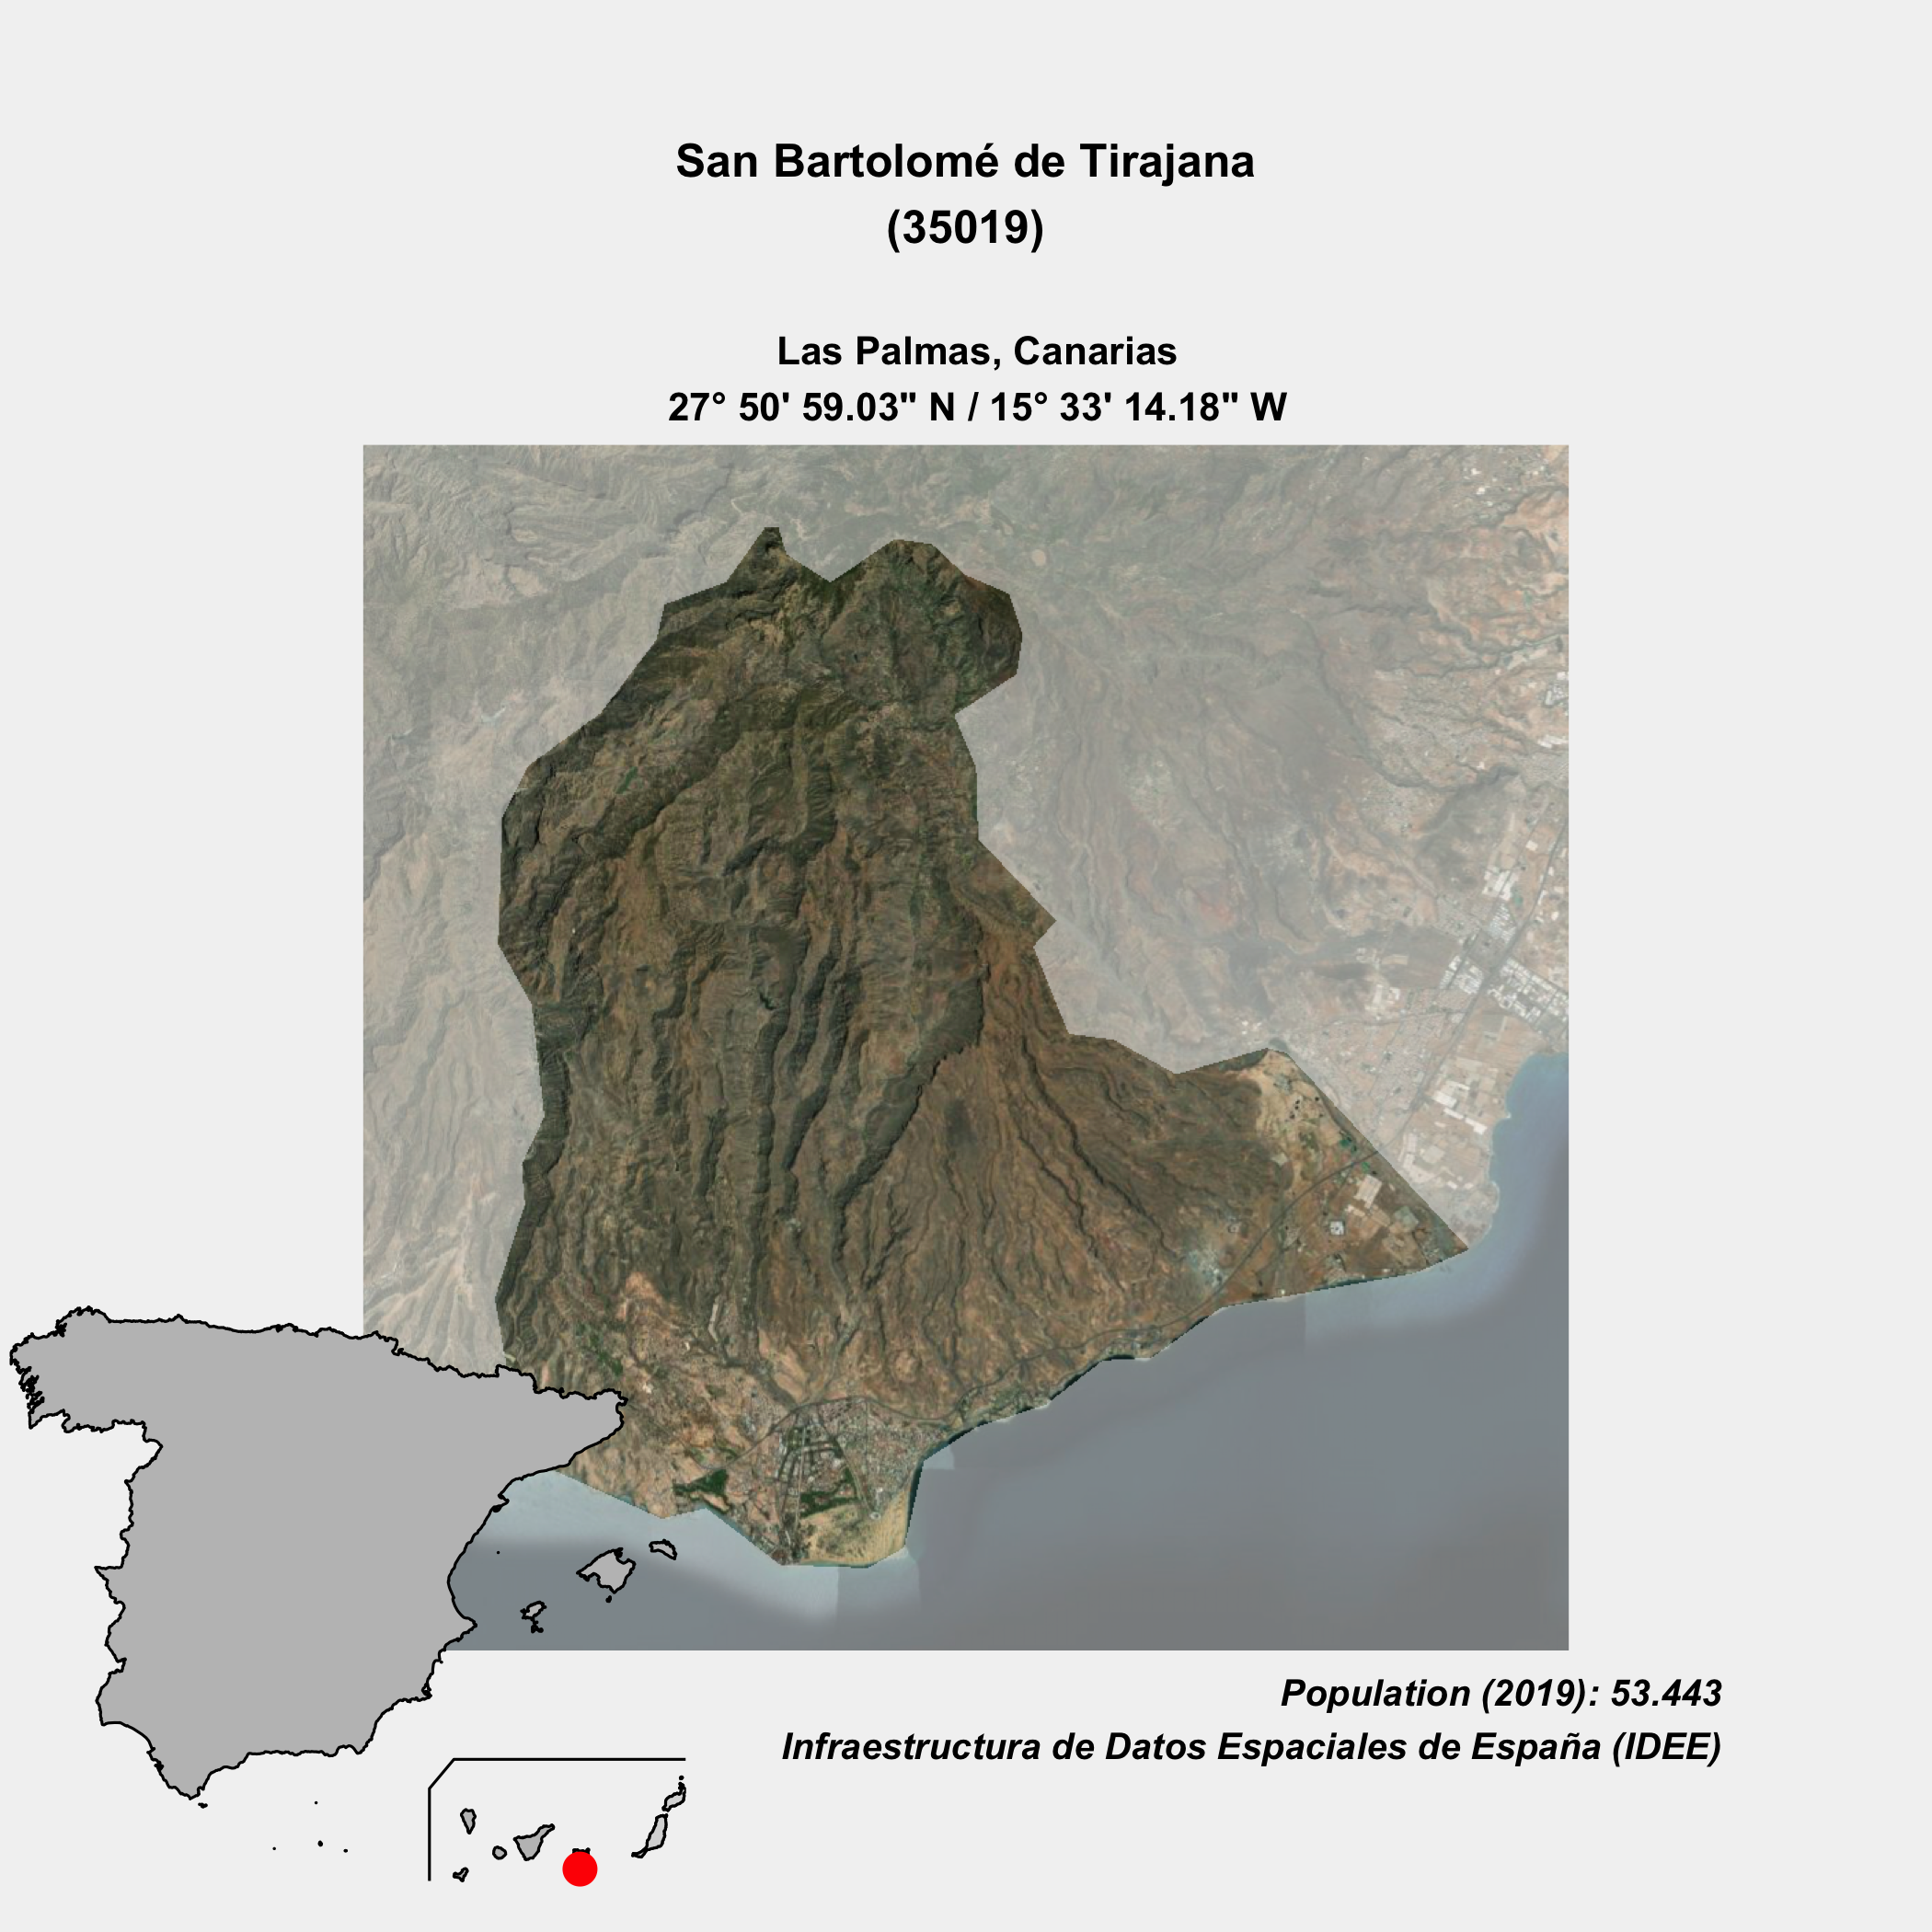 San Bartolomé de Tirajana
(35019)
Las Palmas, Canarias
27° 50' 59.03" N / 15° 33' 14.18" W
Population (2019): 53.443
Infraestructura de Datos Espaciales de España (IDEE)